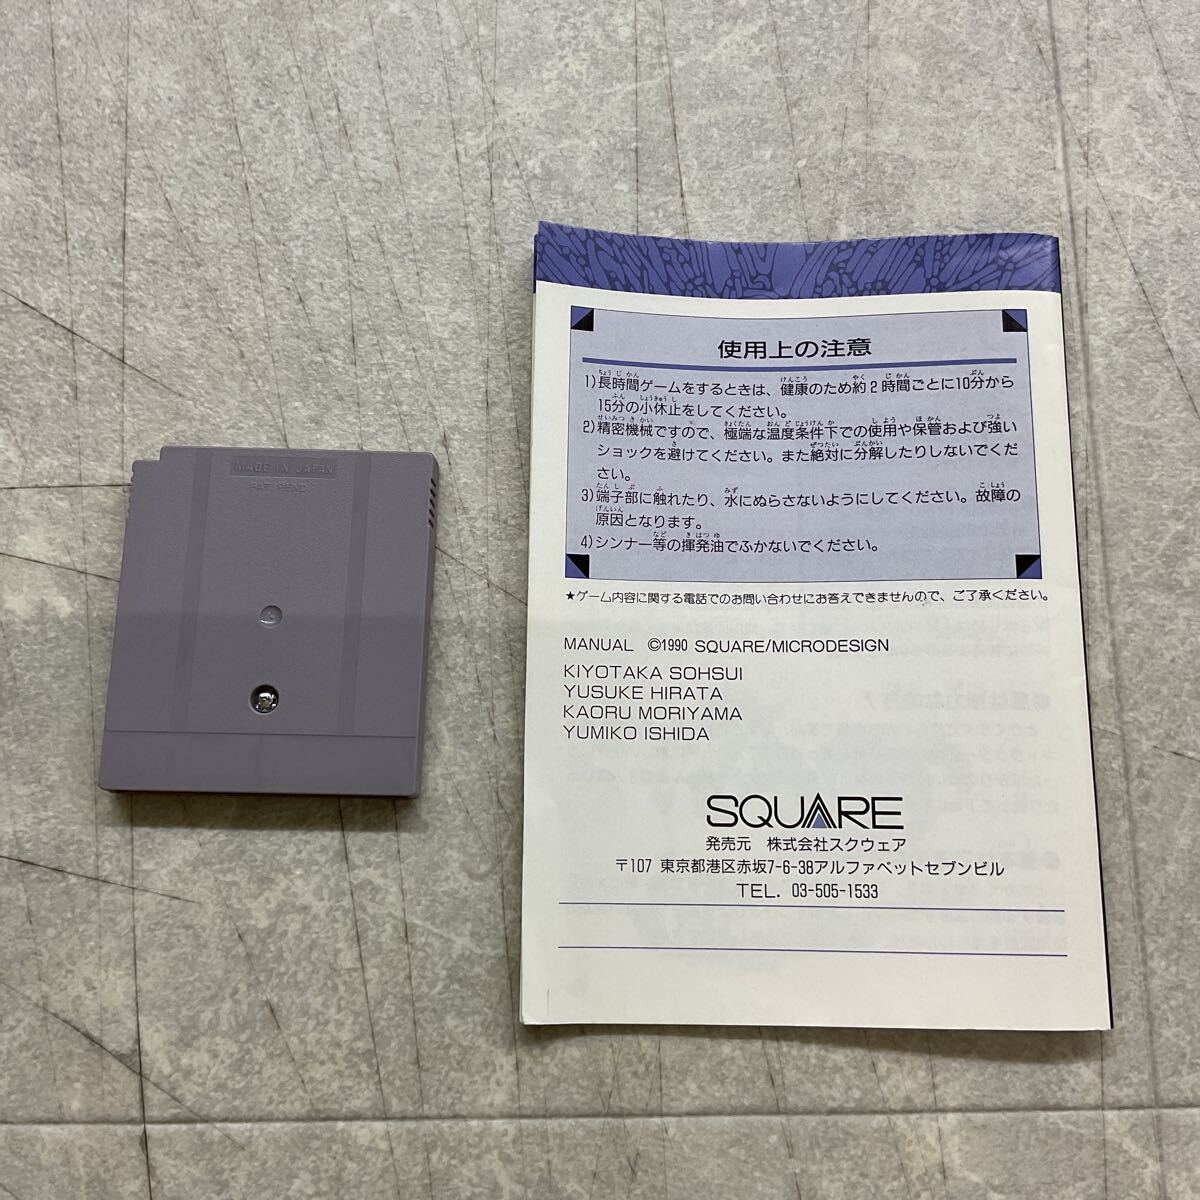 MADE IN JAPAN
PAT. PEND.
使用上の注意
1)長時間ゲームをするときは、健康のため約2時間ごとに10分から
15分の小休止をしてください。
2)精密機械ですので、極端な温度条件下での使用や保管および強い
ショックを避けてください。また絶対に分解したりしないでくだ
さい。
3)端子部に触れたり、水にぬらさないようにしてください。故障の
原因となります。
4)シンナー等の揮発油でふかないでください。
★ゲーム内容に関する電話でのお問い合わせにお答えできませんので、ご了承ください。
MANUAL ©1990 SQUARE/MICRODESIGN
KIYOTAKA SOHSUI
YUSUKE HIRATA
KAORU MORIYAMA
YUMIKO ISHIDA
SQUARE
発売元 株式会社スクウェア
〒107 東京都港区赤坂7-6-38アルファベットセブンビル
TEL. 03-505-1533